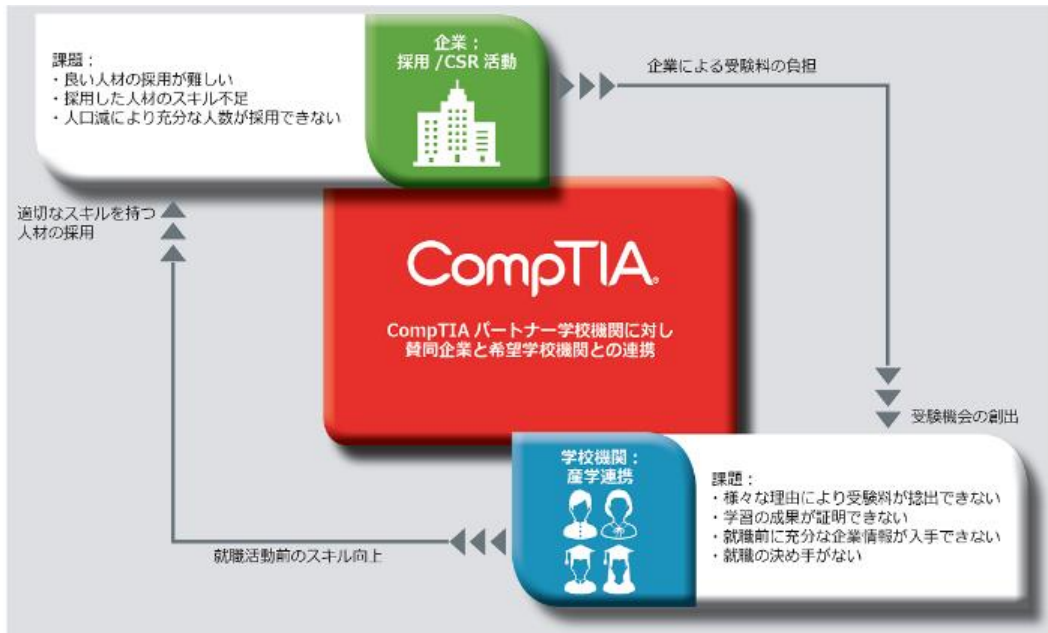 課題：
・良い人材の採用が難しい
・採用した人材のスキル不足
・人口減により充分な人数が採用できない
企業：
採用/CSR 活動
企業による受験料の負担
適切なスキルを持つ
人材の採用
CompTIA.
CompTIA パートナー学校機関に対し
賛同企業と希望学校機関との連携
受験機会の創出
学校機関：
産学連携
課題：
・様々な理由により受験料が捻出できない
・学習の成果が証明できない
・就職前に充分な企業情報が入手できない
・就職の決め手がない
就職活動前のスキル向上